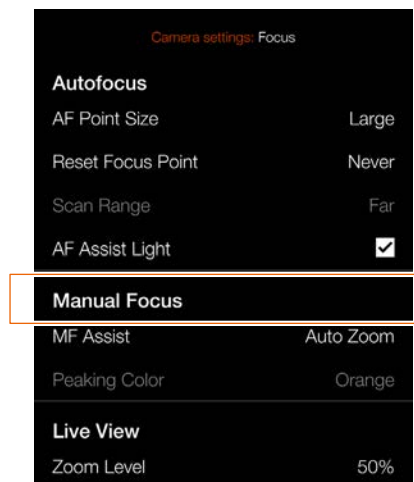 Camera settings: Focus
Autofocus
AF Point Size Large
Reset Focus Point Never
Scan Range Far
AF Assist Light
Manual Focus
MF Assist Auto Zoom
Peaking Color Orange
Live View
Zoom Level 50%